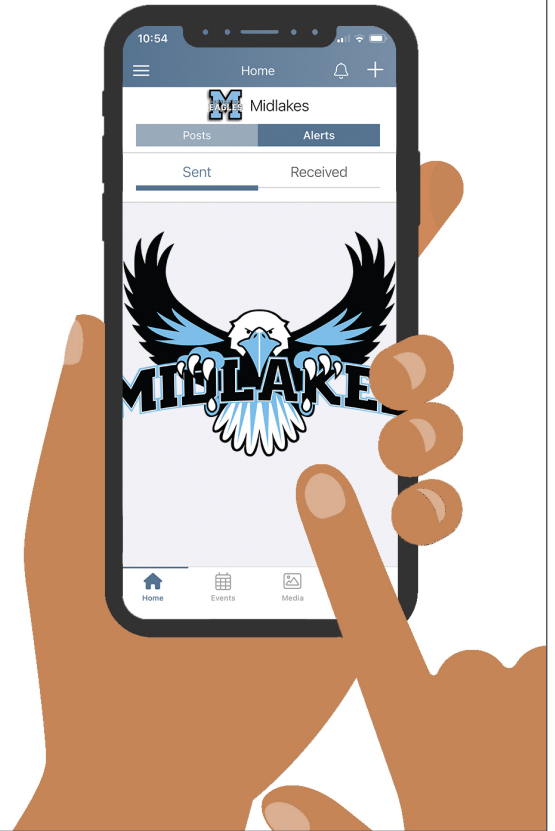 10:54
Home
M
EAGLES
Midlakes
Posts
Alerts
Sent
Received
MIDLAKES
Home
Events
Media